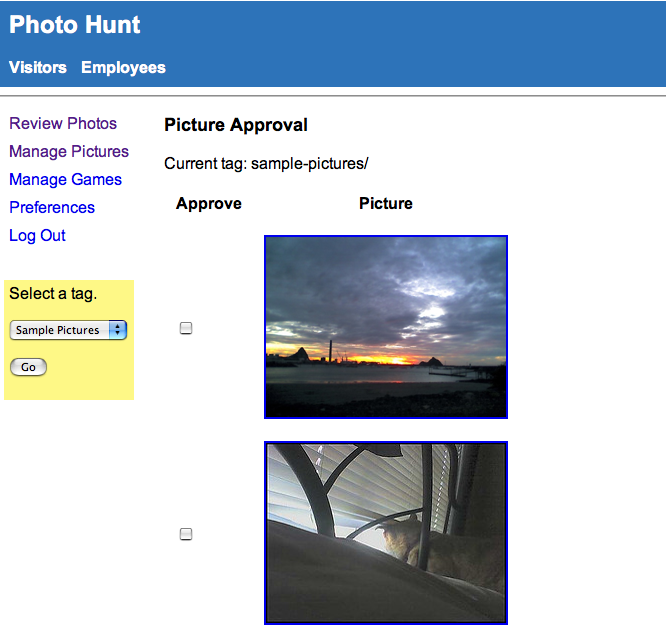 Photo Hunt
Visitors Employees
Review Photos
Manage Pictures
Manage Games
Preferences
Log Out
Select a tag.
Sample Pictures
Go
Picture Approval
Current tag: sample-pictures/
Approve Picture